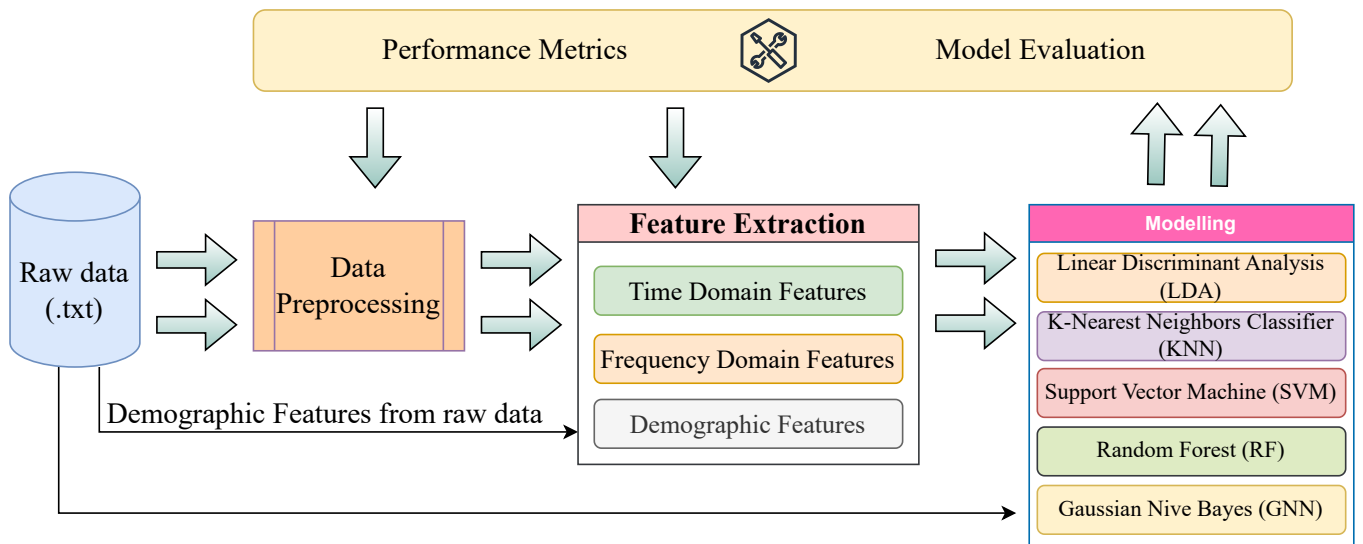 Performance Metrics
Model Evaluation
Raw data
(.txt)
Data
Preprocessing
Feature Extraction
Time Domain Features
Frequency Domain Features
Demographic Features
Demographic Features from raw data
Modelling
Linear Discriminant Analysis
(LDA)
K-Nearest Neighbors Classifier
(KNN)
Support Vector Machine (SVM)
Random Forest (RF)
Gaussian Nive Bayes (GNN)